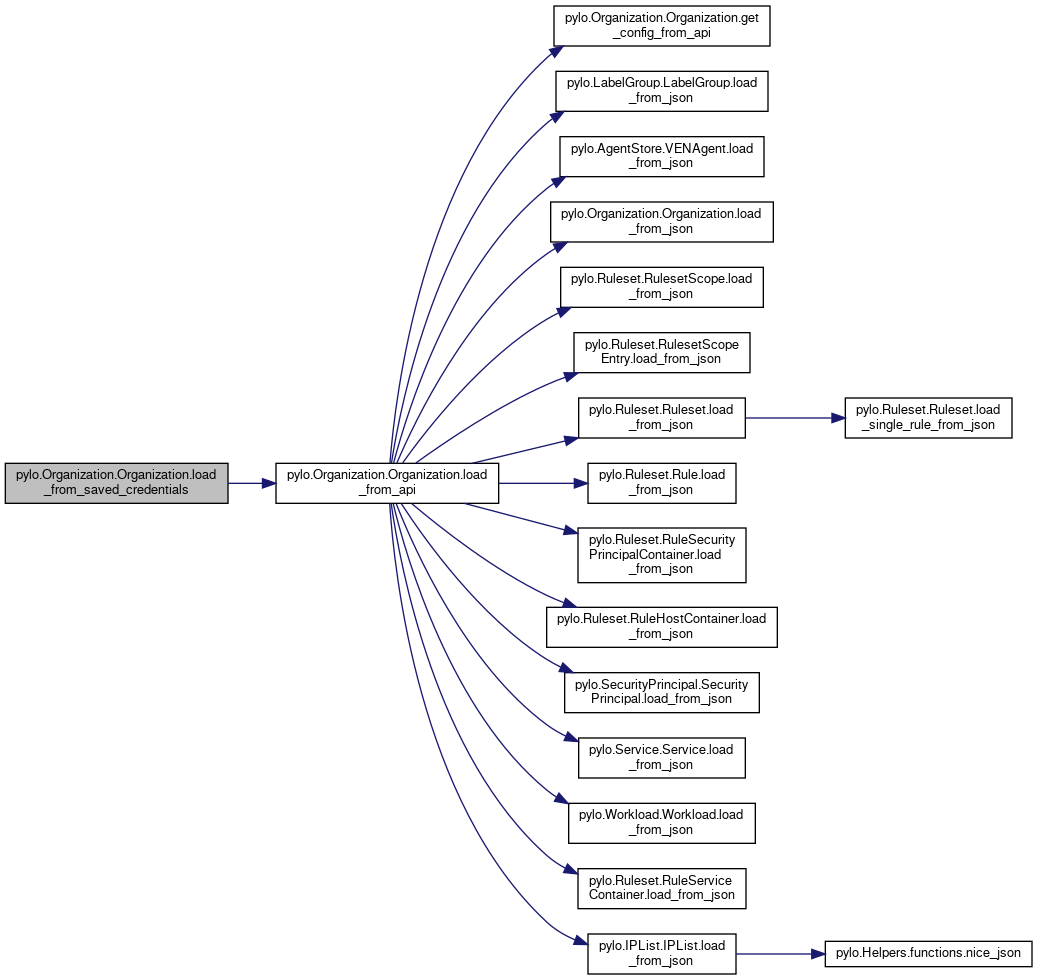 pylo.Organization.Organization.get
_config_from_api
pylo.LabelGroup.LabelGroup.load
_from_json
pylo.AgentStore.VENAgent.load
_from_json
pylo.Organization.Organization.load
_from_json
pylo.Ruleset.RulesetScope.load
_from_json
pylo.Ruleset.RulesetScope
Entry.load_from_json
pylo.Ruleset.Ruleset.load
_from_json
pylo.Ruleset.Ruleset.load
_single_rule_from_json
pylo.Organization.Organization.load
_from_saved_credentials
pylo.Organization.Organization.load
_from_api
pylo.Ruleset.Rule.load
_from_json
pylo.Ruleset.RuleSecurity
PrincipalContainer.load
_from_json
pylo.Ruleset.RuleHostContainer.load
_from_json
pylo.SecurityPrincipal.Security
Principal.load_from_json
pylo.Service.Service.load
_from_json
pylo.Workload.Workload.load
_from_json
pylo.Ruleset.RuleService
Container.load_from_json
pylo.IPList.IPList.load
_from_json
pylo.Helpers.functions.nice_json